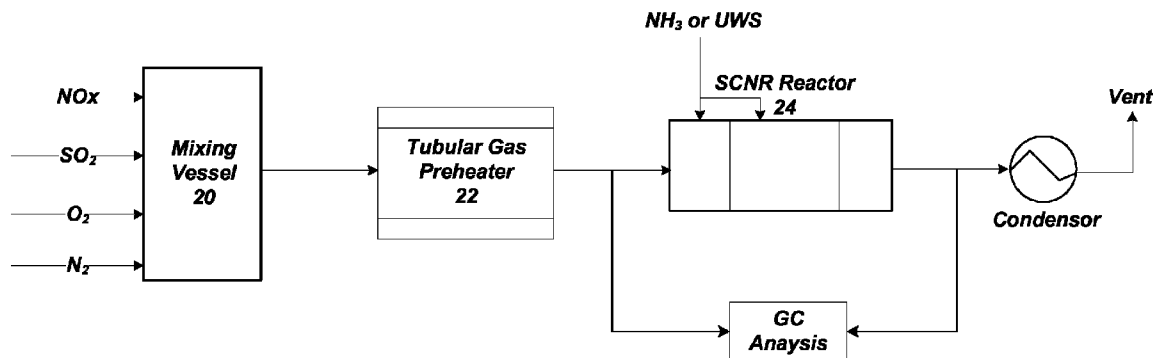 NH₃ or UWS
NOx
SCNR Reactor
24
Vent
Mixing
Vessel
20
SO₂
Tubular Gas
Preheater
22
O₂
Condensor
N₂
GC
Anaysis